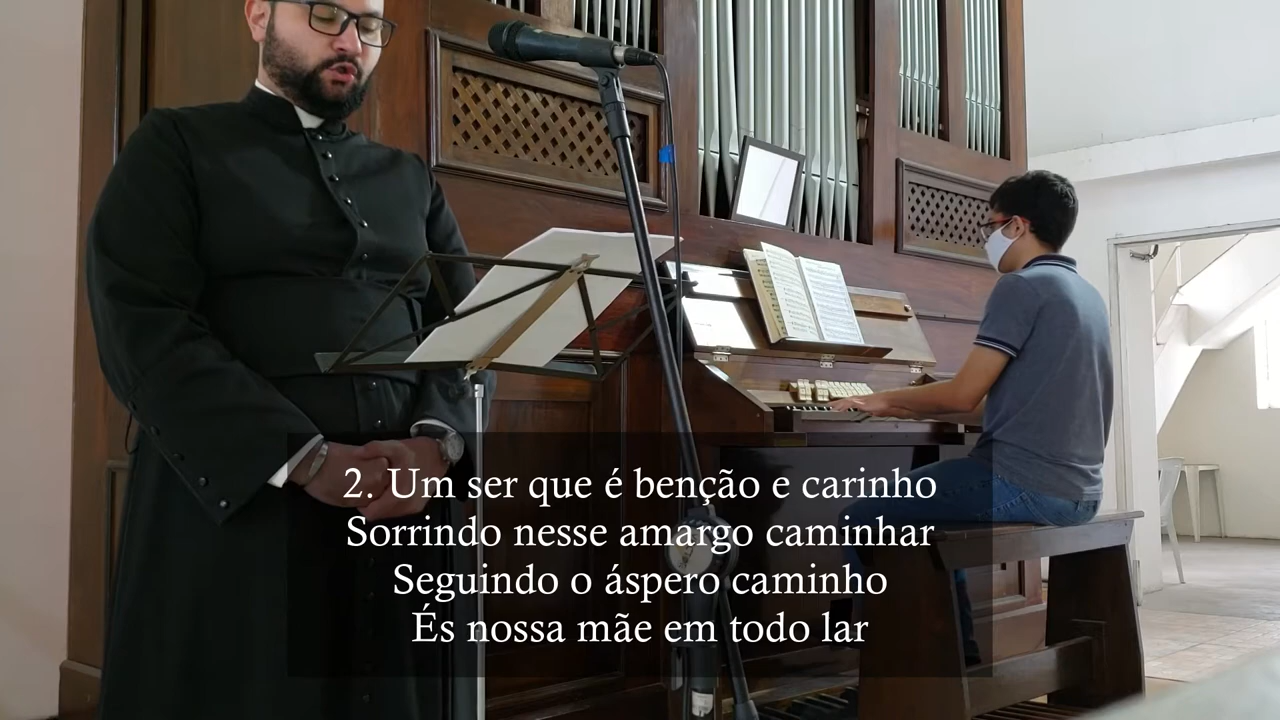 2. Um ser que é benção e carinho
Sorrindo nesse amargo caminhar
Seguindo o áspero caminho
És nossa mãe em todo lar